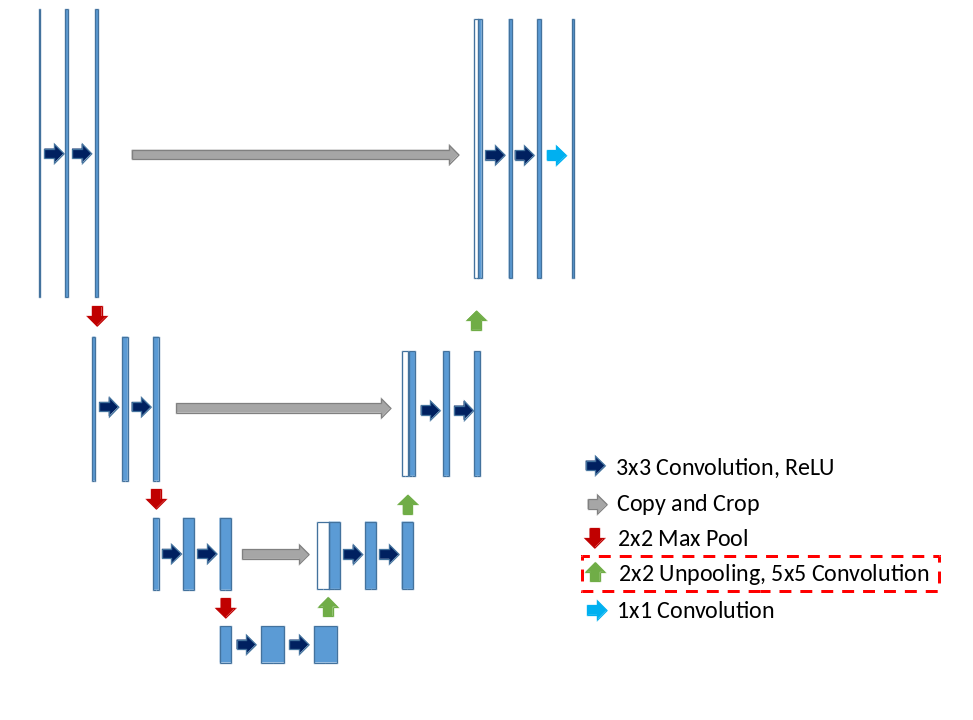 3x3 Convolution, ReLU
Copy and Crop
2x2 Max Pool
2x2 Unpooling, 5x5 Convolution
1x1 Convolution